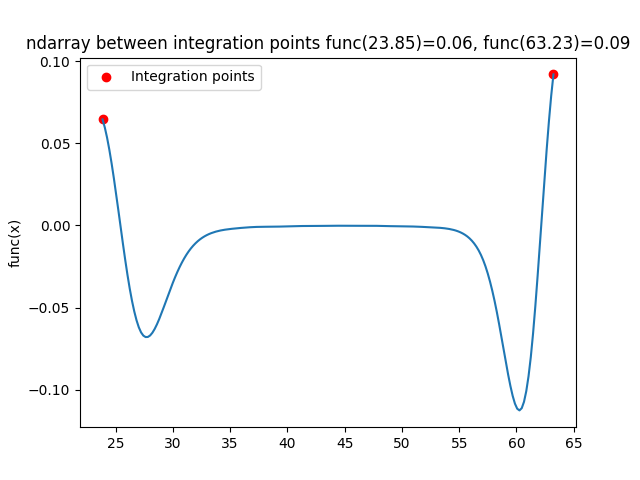 ndarray between integration points func(23.85)=0.06, func(63.23)=0.09
Integration points
0.10
0.05
0.00
−0.05
−0.10
func(x)
25 30 35 40 45 50 55 60 65